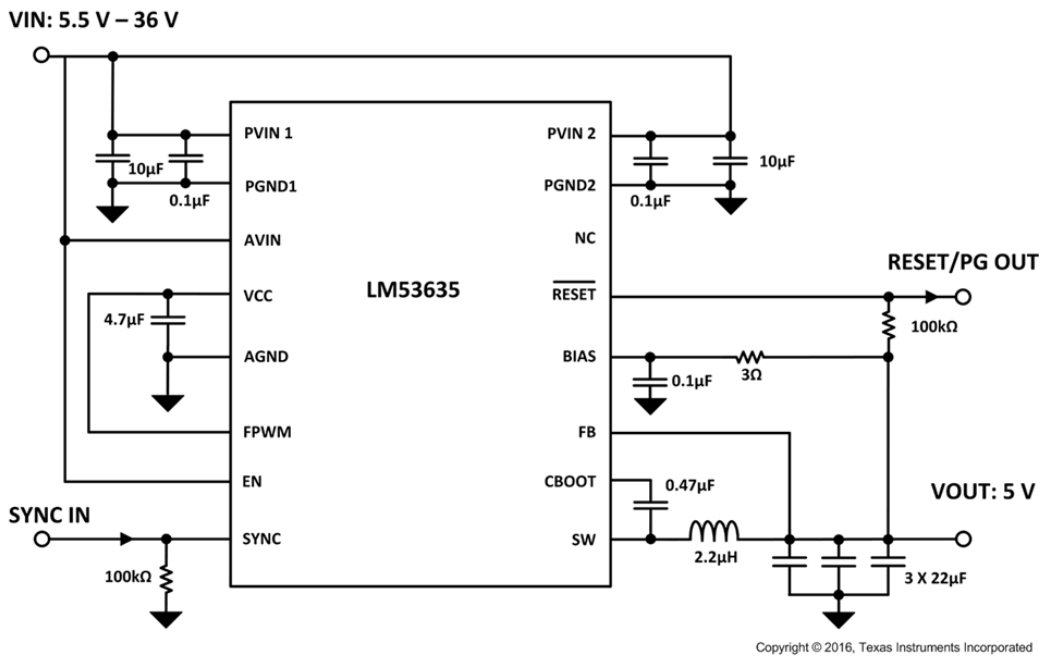 VIN: 5.5 V – 36 V
PVIN 1
PVIN 2
10µF
0.1µF
PGND1
PGND2
0.1µF
10µF
AVIN
NC
RESET/PG OUT
VCC
LM53635
RESET
4.7µF
100kΩ
AGND
BIAS
0.1µF
3Ω
FPWM
FB
EN
CBOOT
0.47µF
VOUT: 5 V
SYNC IN
SYNC
SW
2.2µH
100kΩ
3 X 22µF
Copyright © 2016, Texas Instruments Incorporated